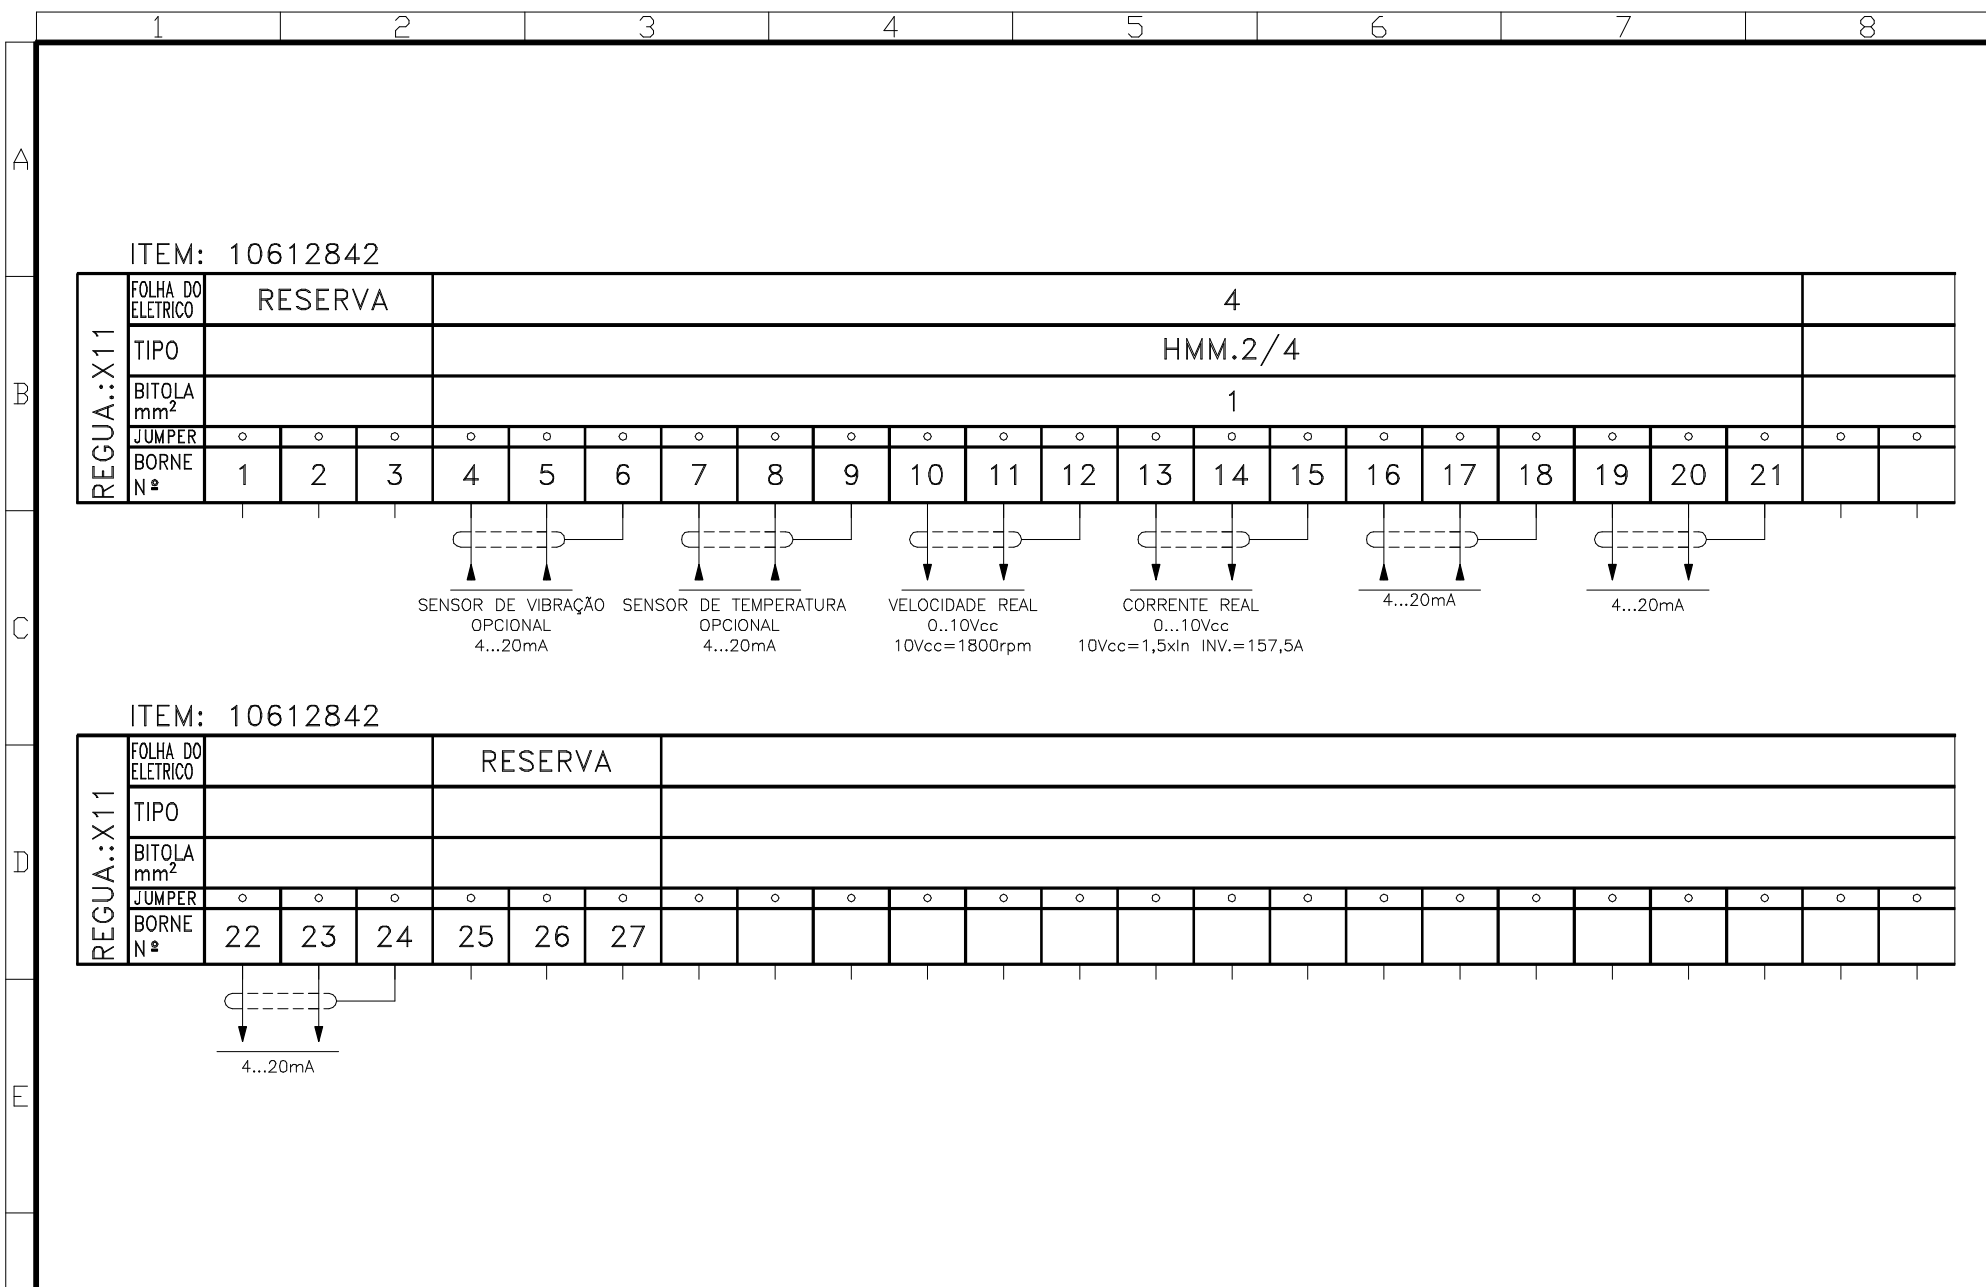 1 2 3 4 5 6 7 8
A
B
C
D
E
ITEM: 10612842
REGUA.:X11
FOLHA DO ELETRICO RESERVA 4
TIPO HMM.2/4
BITOLA mm² 1
JUMPER
BORNE Nº 1 2 3 4 5 6 7 8 9 10 11 12 13 14 15 16 17 18 19 20 21
SENSOR DE VIBRAÇÃO
OPCIONAL
4...20mA
SENSOR DE TEMPERATURA
OPCIONAL
4...20mA
VELOCIDADE REAL
0..10Vcc
10Vcc=1800rpm
CORRENTE REAL
0...10Vcc
10Vcc=1,5xIn INV.=157,5A
4...20mA
4...20mA
ITEM: 10612842
REGUA.:X11
FOLHA DO ELETRICO RESERVA
TIPO
BITOLA mm²
JUMPER
BORNE Nº 22 23 24 25 26 27
4...20mA